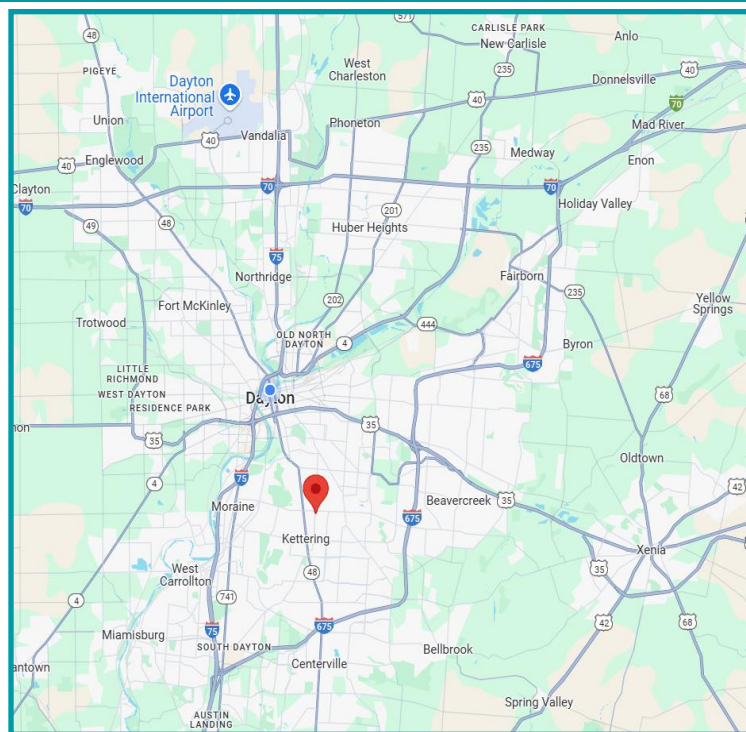 571
CARLISLE PARK
New Carlisle
Anlo
48
PIGEYE
West
Charleston
235
Donnelsville
40
Dayton
International
Airport
40
70
Union
Phoneton
Mad River
40
Vandalia
235
Medway
Enon
40
Englewood
Clayton
70
70
70
Holiday Valley
49
48
201
Huber Heights
75
Northridge
Fairborn
235
Yellow
Springs
Fort McKinley
202
Trotwood
OLD NORTH
DAYTON
4
444
Byron
LITTLE
RICHMOND
675
WEST DAYTON
Dayton
68
RESIDENCE PARK
35
non
35
Oldtown
4
75
Beavercreek
35
42
Moraine
675
Kettering
Xenia
West
Carrollton
48
35
4
741
42
68
Miamisburg
75
675
SOUTH DAYTON
Bellbrook
antown
Centerville
Spring Valley
AUSTIN
LANDING